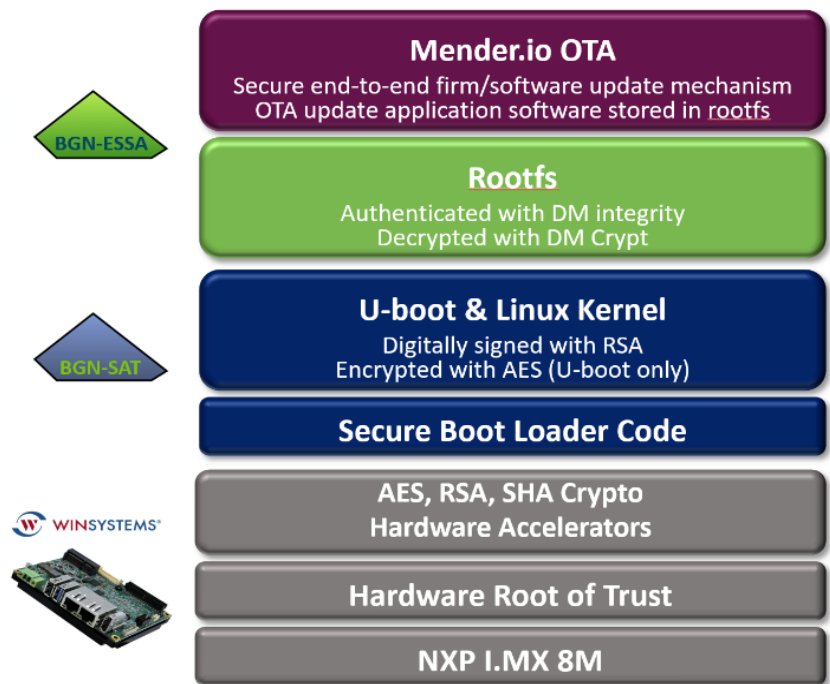 Mender.io OTA
Secure end-to-end firm/software update mechanism
OTA update application software stored in rootfs
BGN-ESSA
Rootfs
Authenticated with DM integrity
Decrypted with DM Crypt
U-boot & Linux Kernel
Digitally signed with RSA
Encrypted with AES (U-boot only)
BGN-SAT
Secure Boot Loader Code
AES, RSA, SHA Crypto
Hardware Accelerators
W WINSYSTEMS®
Hardware Root of Trust
NXP I.MX 8M